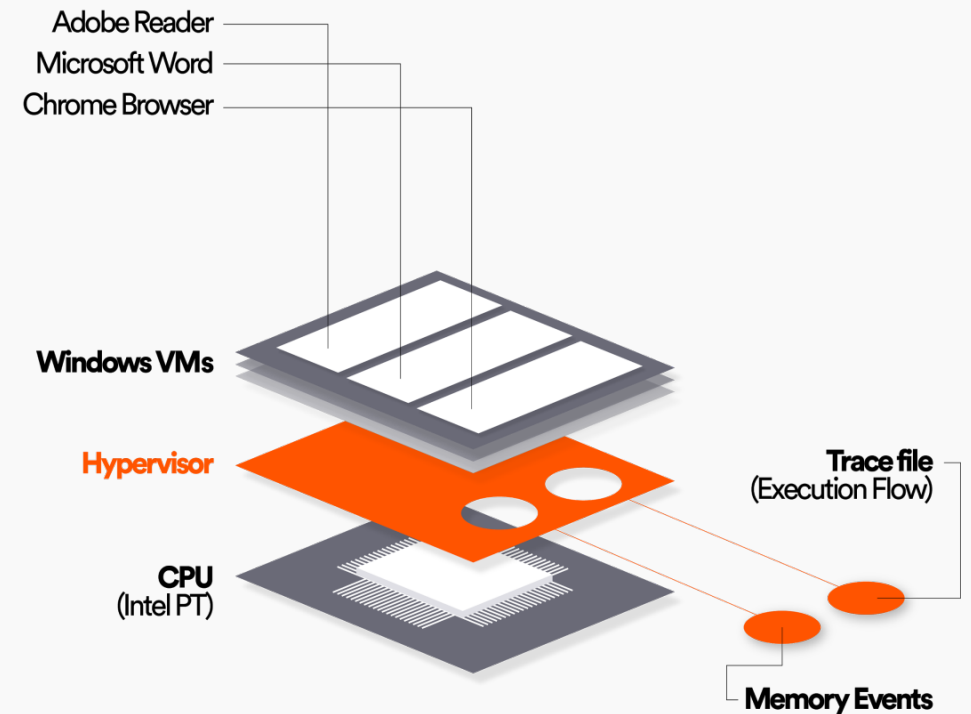 Adobe Reader
Microsoft Word
Chrome Browser
Windows VMs
Hypervisor
Trace file
(Execution Flow)
CPU
(Intel PT)
Memory Events